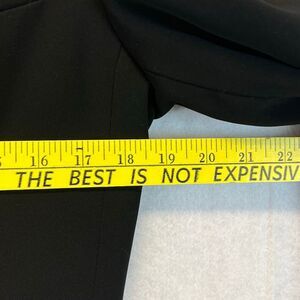 16 17 18 19 20 21 22
THE BEST IS NOT EXPENSIV